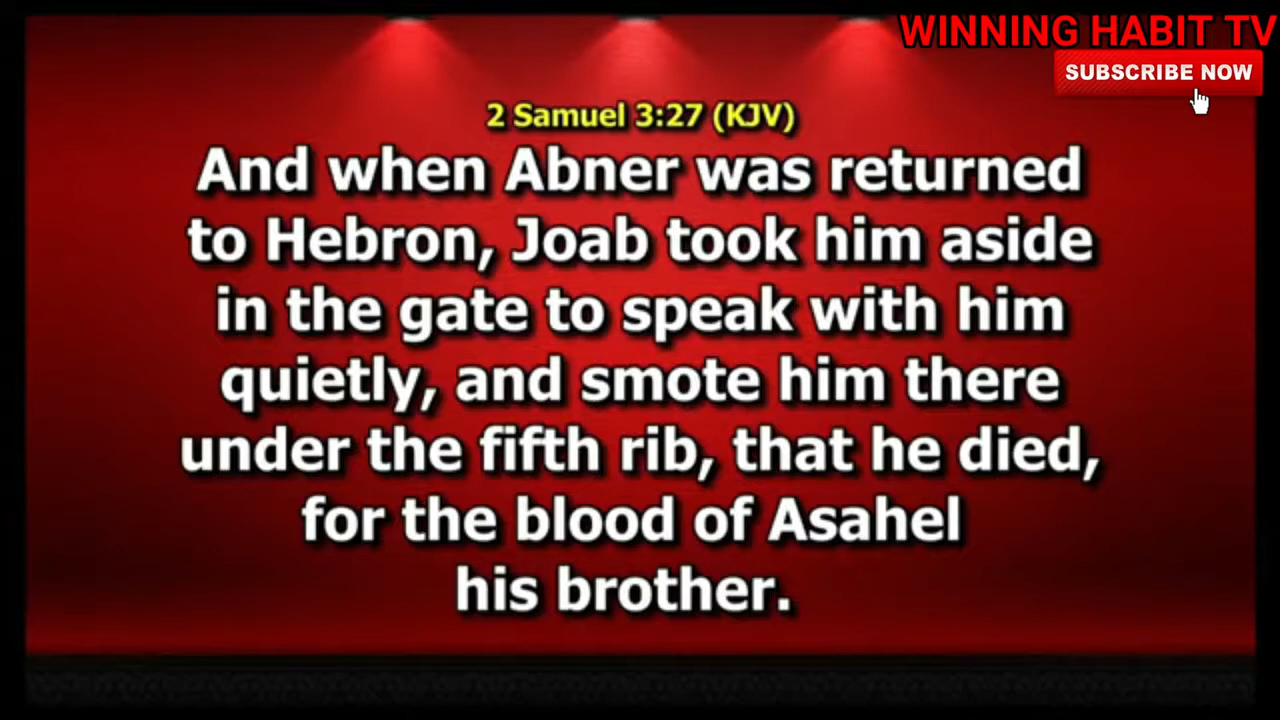 WINNING HABIT TV
SUBSCRIBE NOW
2 Samuel 3:27 (KJV)
And when Abner was returned
to Hebron, Joab took him aside
in the gate to speak with him
quietly, and smote him there
under the fifth rib, that he died,
for the blood of Asahel
his brother.